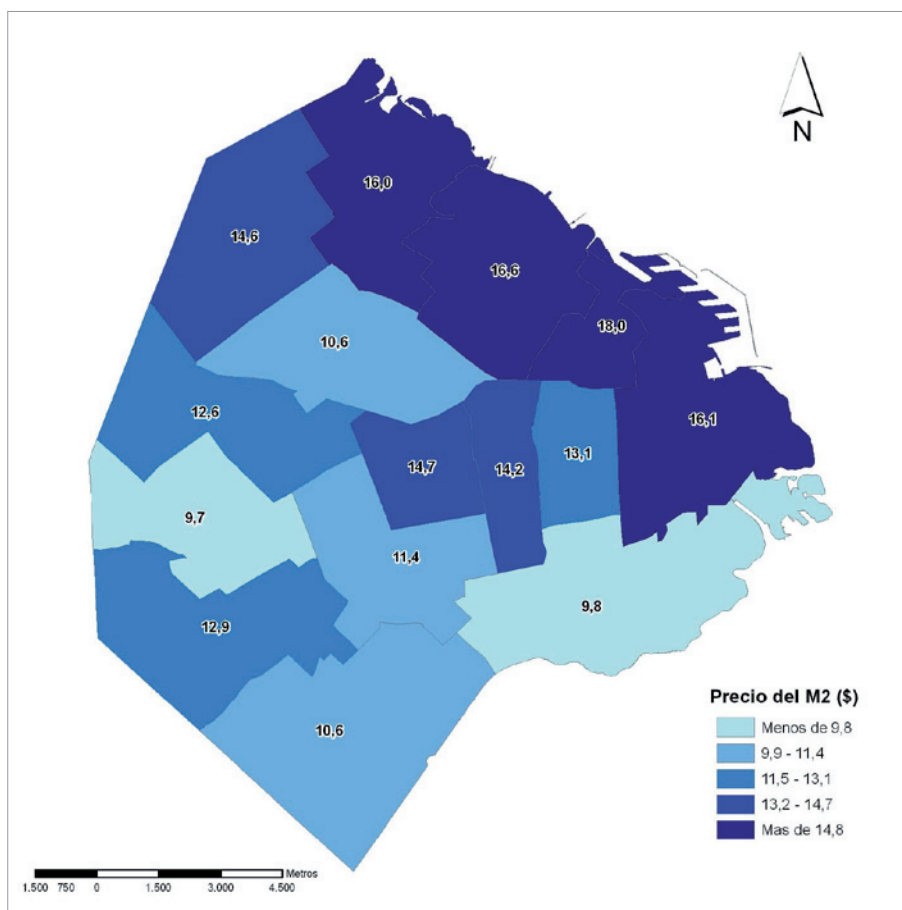 N
16,0
14,6
16,6
18,0
10,6
12,6
16,1
14,7
14,2
13,1
9,7
11,4
9,8
12,9
10,6
Precio del M2 ($)
Menos de 9,8
9,9 - 11,4
11,5 - 13,1
13,2 - 14,7
Mas de 14,8
Metros
1.500 750 0 1.500 3.000 4.500